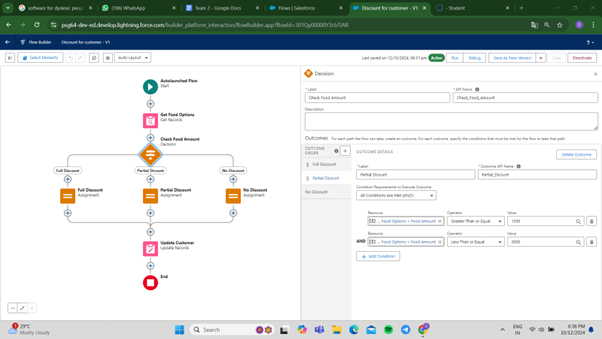 software for dyslexic people
(199) WhatsApp
Team 2 - Google Docs
Flows | Salesforce
Discount for customer - V1
- Student
psg64-dev-ed.develop.lightning.force.com/builder_platform_interaction/flowBuilder.app?flowId=301Qy00000Y3cbTIAR
Flow Builder
Discount for customer - V1
?
Select Elements
Auto-Layout
Last saved on 12/10/2024, 06:01 pm
Active
Run
Debug
Save As New Version
Save
Deactivate
Autolaunched Flow
Start
Get Food Options
Get Records
Check Food Amount
Decision
Full Discount
Partial Discount
No Discount
Full Discount
Assignment
Partial Discount
Assignment
No Discount
Assignment
Update Customer
Update Records
End
Decision
* Label
Check Food Amount
* API Name
Check_Food_Amount
Description
Outcomes For each path the flow can take, create an outcome. For each outcome, specify the conditions that must be met for the flow to take that path.
OUTCOME ORDER
Full Discount
Partial Discount
No Discount
OUTCOME DETAILS
Delete Outcome
* Label
Partial Discount
* Outcome API Name
Partial_Discount
Condition Requirements to Execute Outcome
All Conditions Are Met (AND)
Resource
... Food Options > Food Amount
Operator
Greater Than or Equal
Value
1500
AND
Resource
... Food Options > Food Amount
Operator
Less Than or Equal
Value
+ Add Condition
29°C
Mostly cloudy
Search
ENG
IN
6:38 PM
10/12/2024